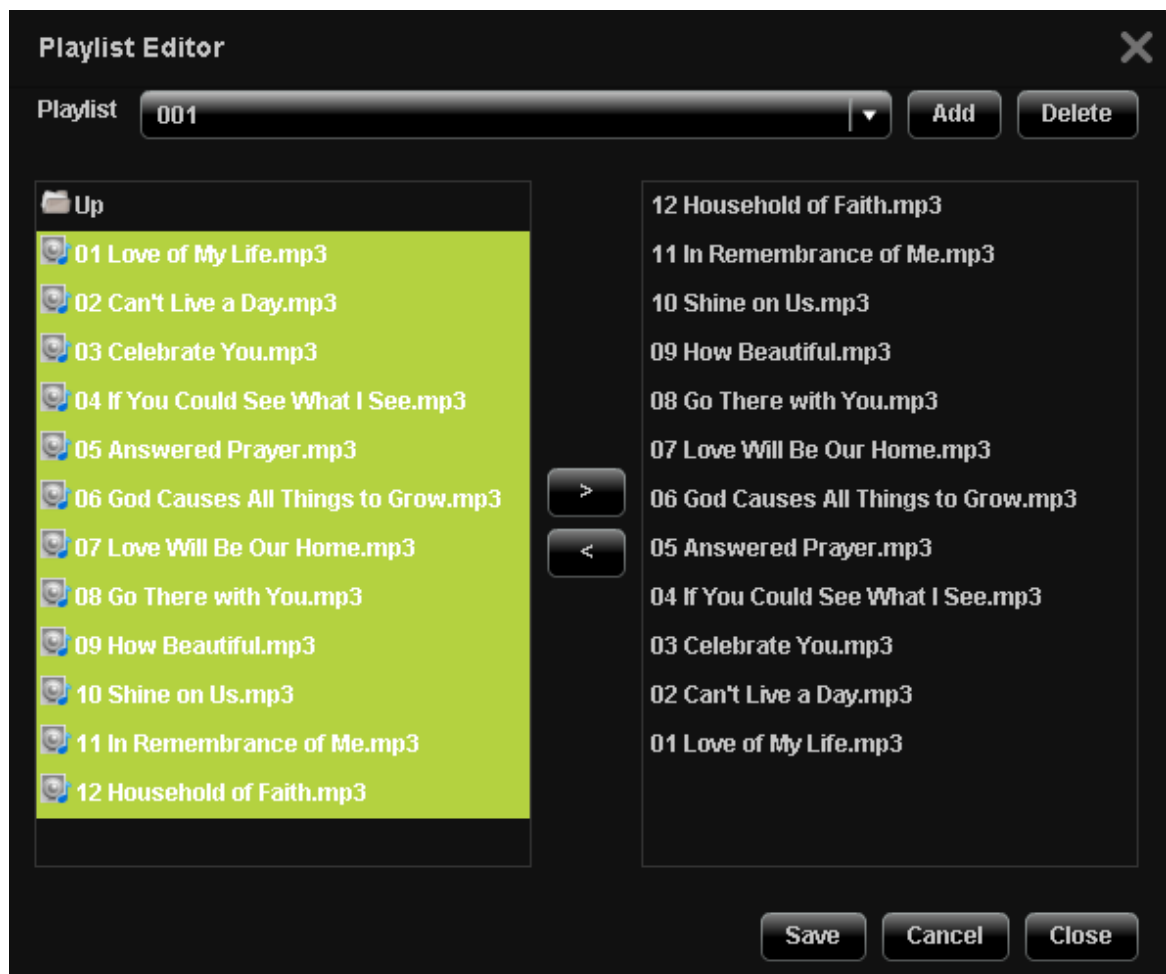 Playlist Editor
Playlist
001
Add
Delete
Up
01 Love of My Life.mp3
02 Can't Live a Day.mp3
03 Celebrate You.mp3
04 If You Could See What I See.mp3
05 Answered Prayer.mp3
06 God Causes All Things to Grow.mp3
07 Love Will Be Our Home.mp3
08 Go There with You.mp3
09 How Beautiful.mp3
10 Shine on Us.mp3
11 In Remembrance of Me.mp3
12 Household of Faith.mp3
>
<
12 Household of Faith.mp3
11 In Remembrance of Me.mp3
10 Shine on Us.mp3
09 How Beautiful.mp3
08 Go There with You.mp3
07 Love Will Be Our Home.mp3
06 God Causes All Things to Grow.mp3
05 Answered Prayer.mp3
04 If You Could See What I See.mp3
03 Celebrate You.mp3
02 Can't Live a Day.mp3
01 Love of My Life.mp3
Save
Cancel
Close